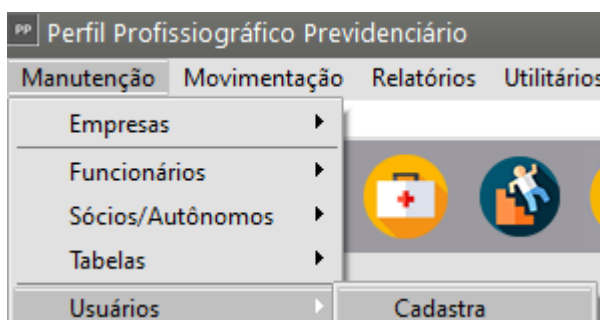 PP Perfil Profissiográfico Previdenciário
Manutenção Movimentação Relatórios Utilitários
Empresas
Funcionários
Sócios/Autônomos
Tabelas
Usuários Cadastra